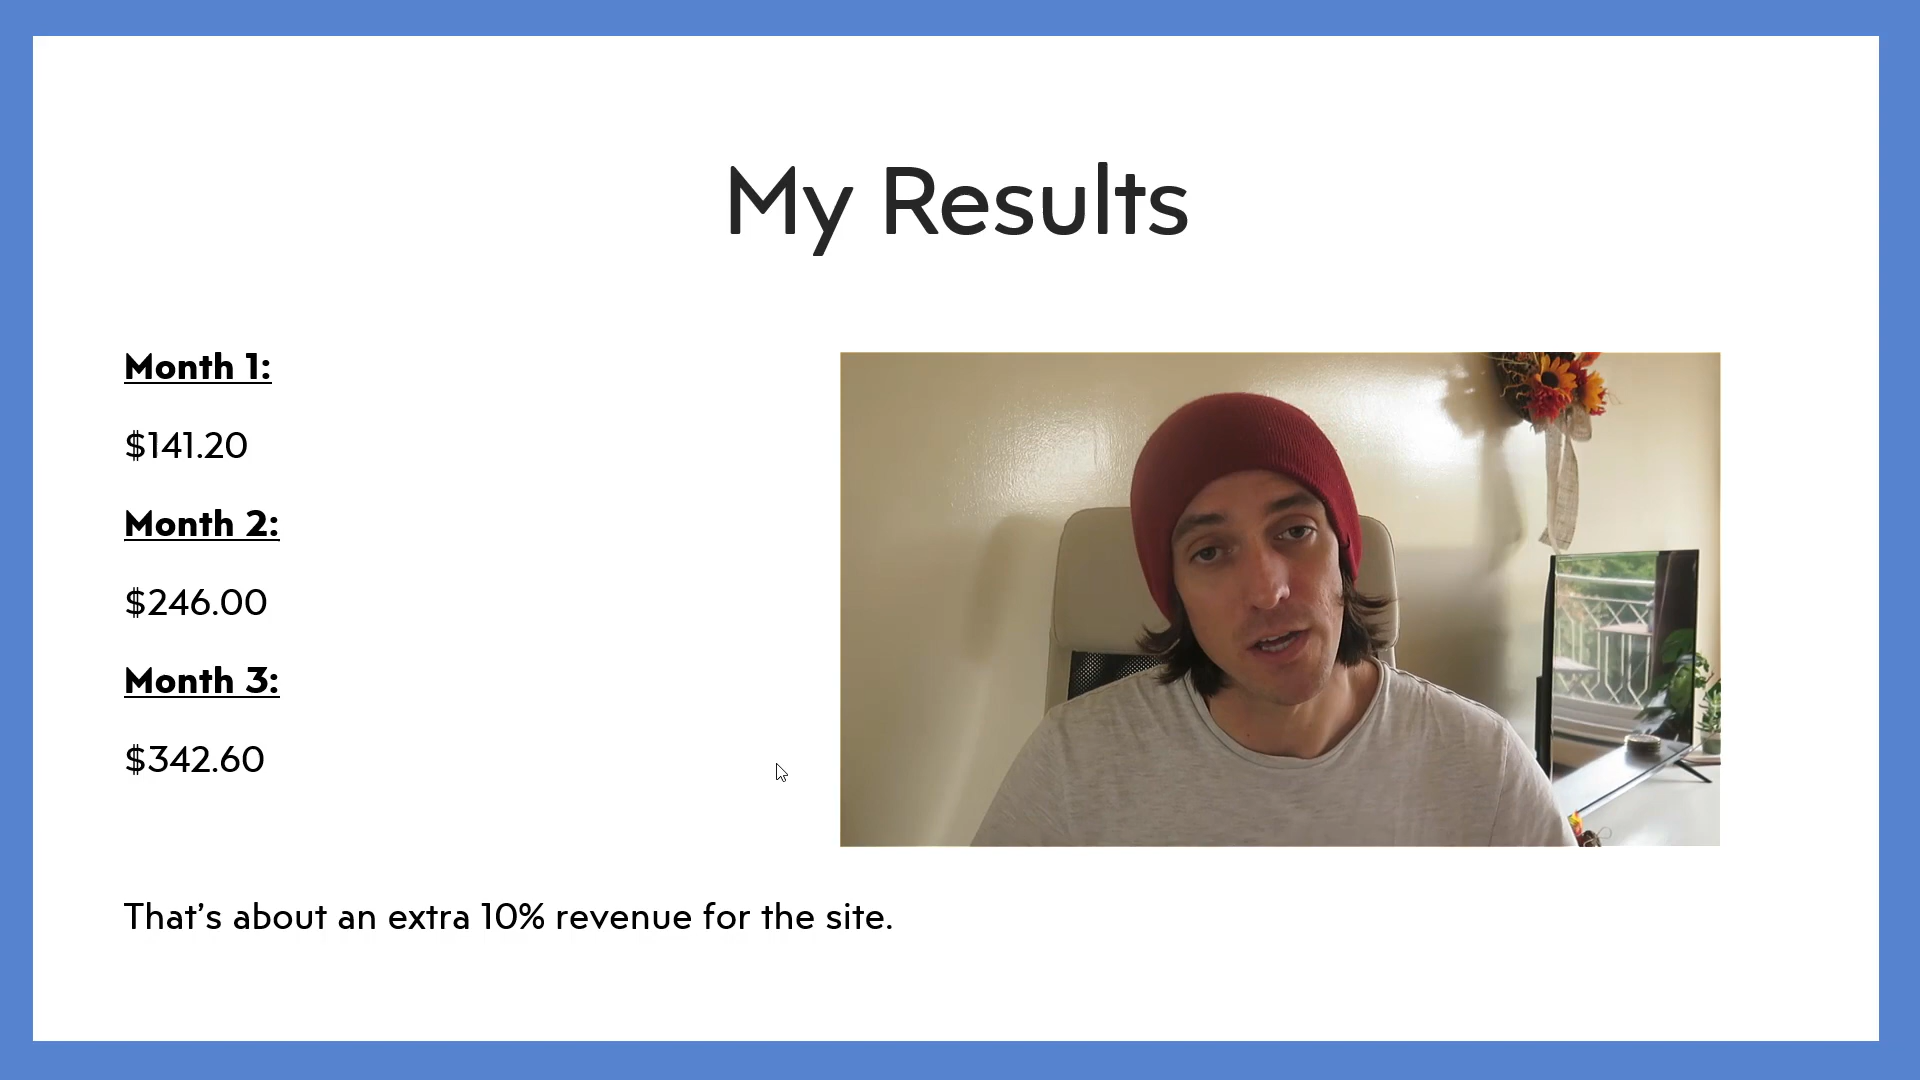 My Results
Month 1:
$141.20
Month 2:
$246.00
Month 3:
$342.60
That’s about an extra 10% revenue for the site.